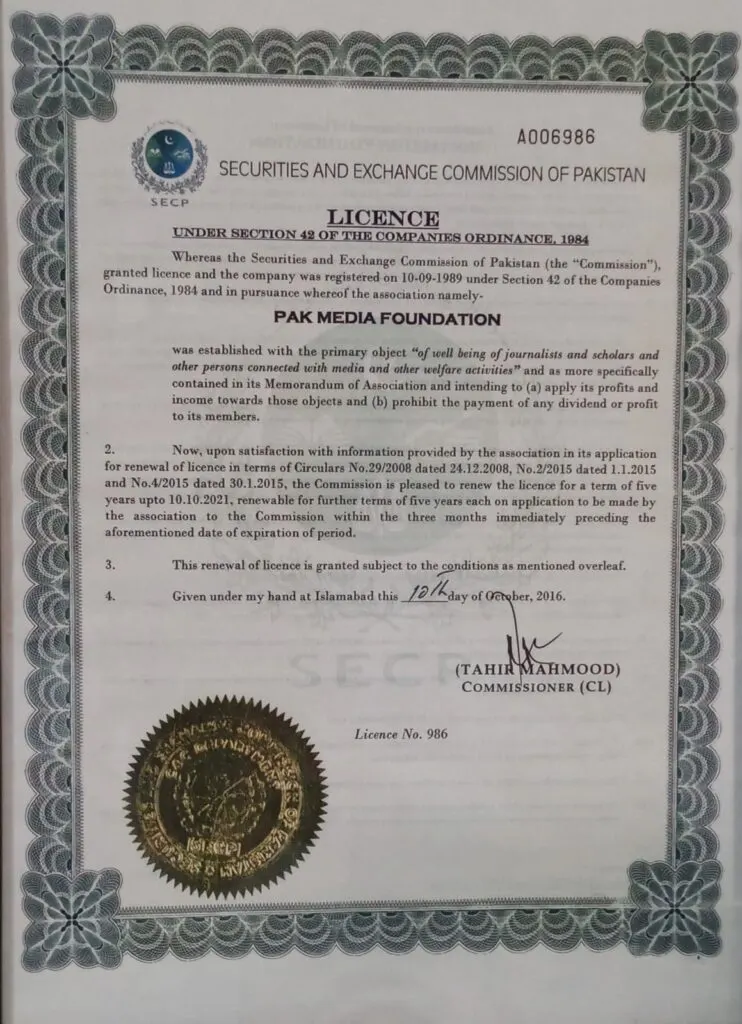 A006986
SECP
SECURITIES AND EXCHANGE COMMISSION OF PAKISTAN
LICENCE
UNDER SECTION 42 OF THE COMPANIES ORDINANCE, 1984
Whereas the Securities and Exchange Commission of Pakistan (the "Commission"),
granted licence and the company was registered on 10-09-1989 under Section 42 of the Companies
Ordinance, 1984 and in pursuance whereof the association namely-
PAK MEDIA FOUNDATION
was established with the primary object "of well being of journalists and scholars and
other persons connected with media and other welfare activities" and as more specifically
contained in its Memorandum of Association and intending to (a) apply its profits and
income towards those objects and (b) prohibit the payment of any dividend or profit
to its members.
2. Now, upon satisfaction with information provided by the association in its application
for renewal of licence in terms of Circulars No.29/2008 dated 24.12.2008, No.2/2015 dated 1.1.2015
and No.4/2015 dated 30.1.2015, the Commission is pleased to renew the licence for a term of five
years upto 10.10.2021, renewable for further terms of five years each on application to be made by
the association to the Commission within the three months immediately preceding the
aforementioned date of expiration of period.
3. This renewal of licence is granted subject to the conditions as mentioned overleaf.
4. Given under my hand at Islamabad this 10th day of October, 2016.
SECP
(TAHIR MAHMOOD)
COMMISSIONER (CL)
Licence No. 986